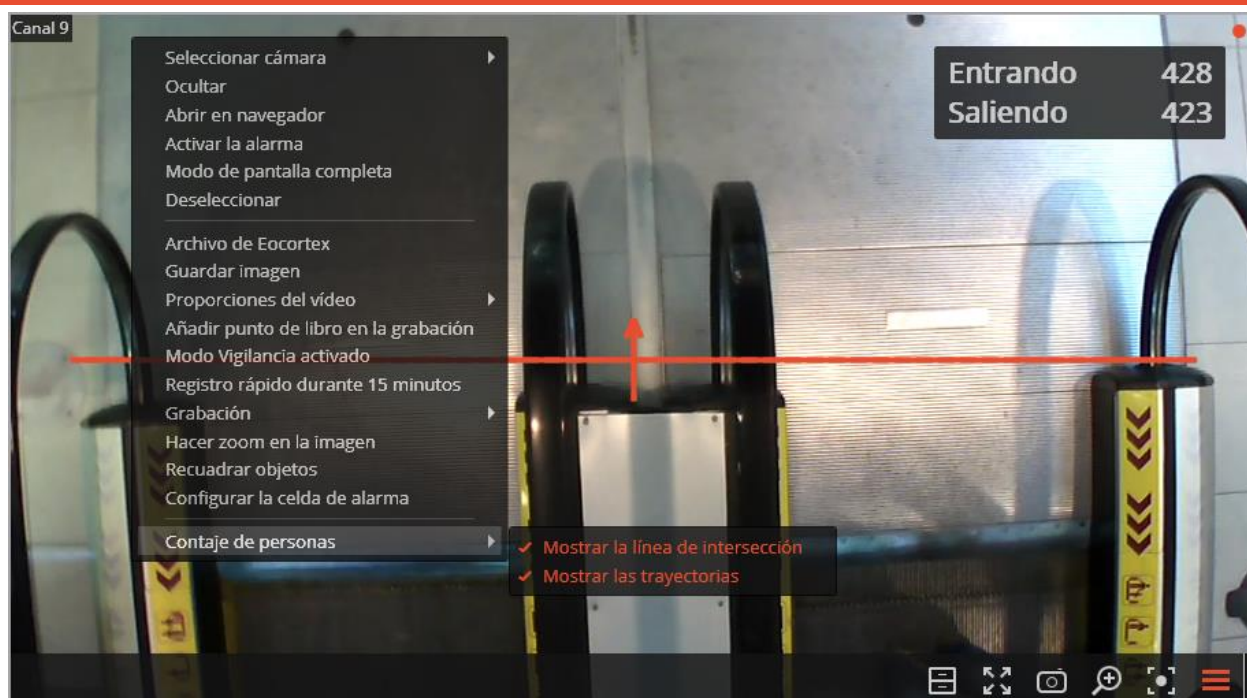 Canal 9
Entrando 428
Saliendo 423
Seleccionar cámara
Ocultar
Abrir en navegador
Activar la alarma
Modo de pantalla completa
Deseleccionar
Archivo de Eocortex
Guardar imagen
Proporciones del vídeo
Añadir punto de libro en la grabación
Modo Vigilancia activado
Registro rápido durante 15 minutos
Grabación
Hacer zoom en la imagen
Recuadrar objetos
Configurar la celda de alarma
Contaje de personas
Mostrar la línea de intersección
Mostrar las trayectorias